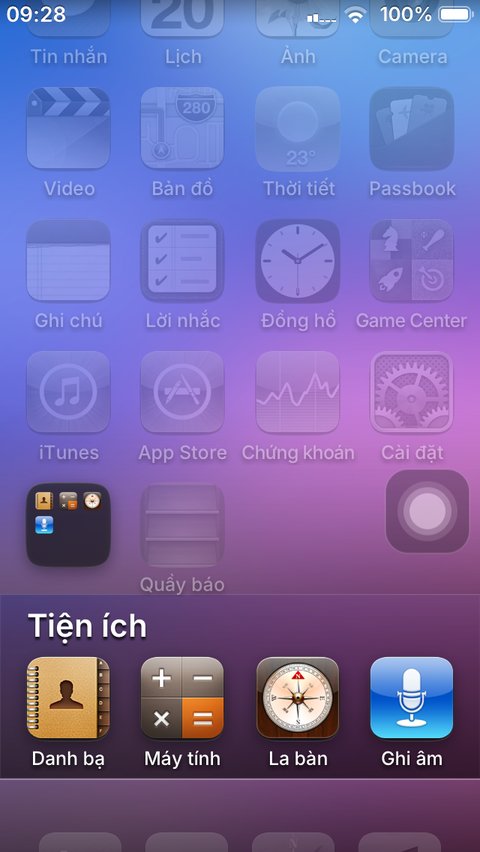 09:28 100%
20
Tin nhắn Lịch Ảnh Camera
280
23°
Video Bản đồ Thời tiết Passbook
Ghi chú Lời nhắc Đồng hồ Game Center
iTunes App Store Chứng khoán Cài đặt
Quầy báo
Tiện ích
Danh bạ Máy tính La bàn Ghi âm